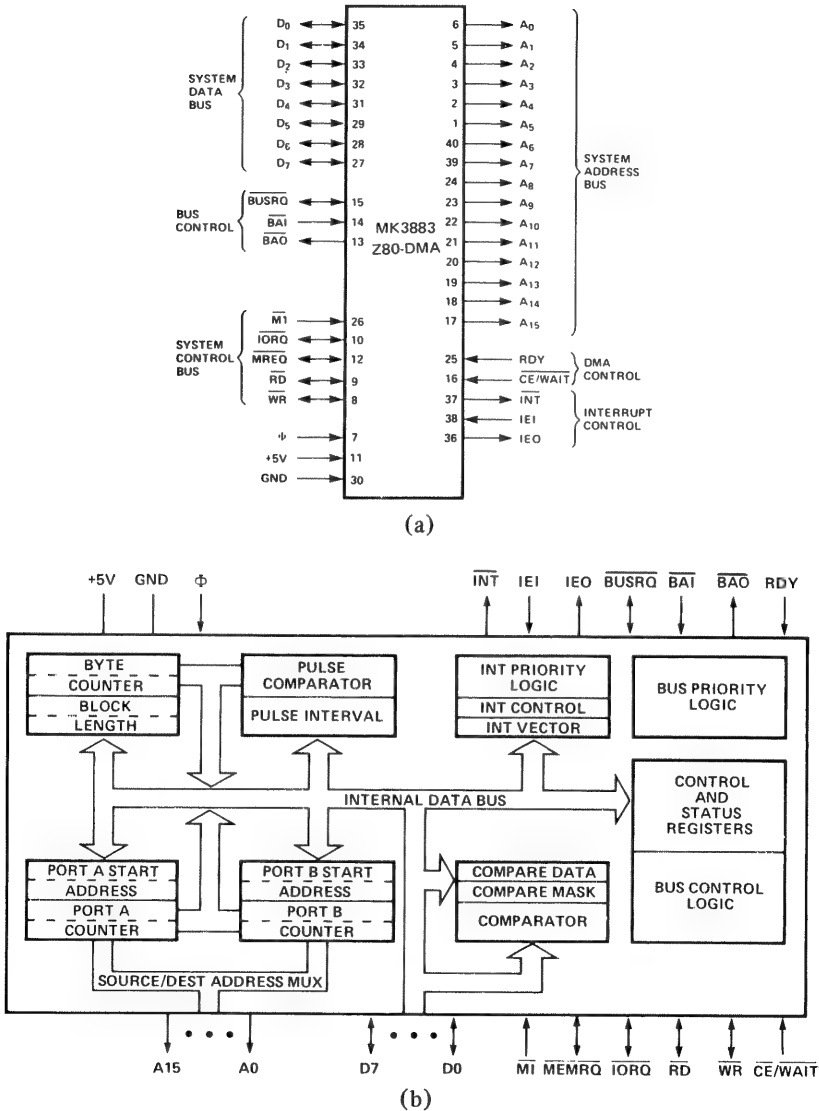 D0 35 6 A0
D1 34 5 A1
D2 33 4 A2
D3 32 3 A3
D4 31 2 A4
D5 29 1 A5
D6 28 40 A6
D7 27 39 A7
SYSTEM
DATA
BUS
24 A8
23 A9
22 A10
21 A11
20 A12
19 A13
18 A14
17 A15
SYSTEM
ADDRESS
BUS
BUSRQ 15
BAI 14
BAO 13
BUS
CONTROL
MK3883
Z80-DMA
M1 26
IORQ 10
MREQ 12
RD 9
WR 8
SYSTEM
CONTROL
BUS
25 RDY
16 CE/WAIT
DMA
CONTROL
37 INT
38 IEI
36 IEO
INTERRUPT
CONTROL
Φ 7
+5V 11
GND 30
(a)
+5V GND Φ INT IEI IEO BUSRQ BAI BAO RDY
BYTE
COUNTER
BLOCK
LENGTH
PULSE
COMPARATOR
PULSE INTERVAL
INT PRIORITY
LOGIC
INT CONTROL
INT VECTOR
BUS PRIORITY
LOGIC
INTERNAL DATA BUS
CONTROL
AND
STATUS
REGISTERS
BUS CONTROL
LOGIC
PORT A START
ADDRESS
PORT A
COUNTER
PORT B START
ADDRESS
PORT B
COUNTER
COMPARE DATA
COMPARE MASK
COMPARATOR
SOURCE/DEST ADDRESS MUX
A15 A0 D7 D0 MI MEMRQ IORQ RD WR CE/WAIT
(b)